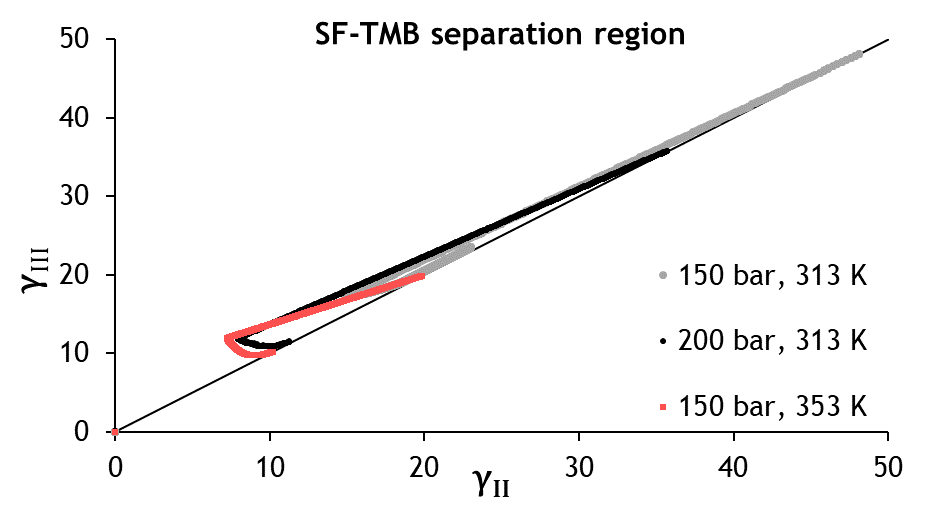 SF-TMB separation region
50
40
30
20
10
0
γIII
150 bar, 313 K
200 bar, 313 K
150 bar, 353 K
0 10 20 30 40 50
γII